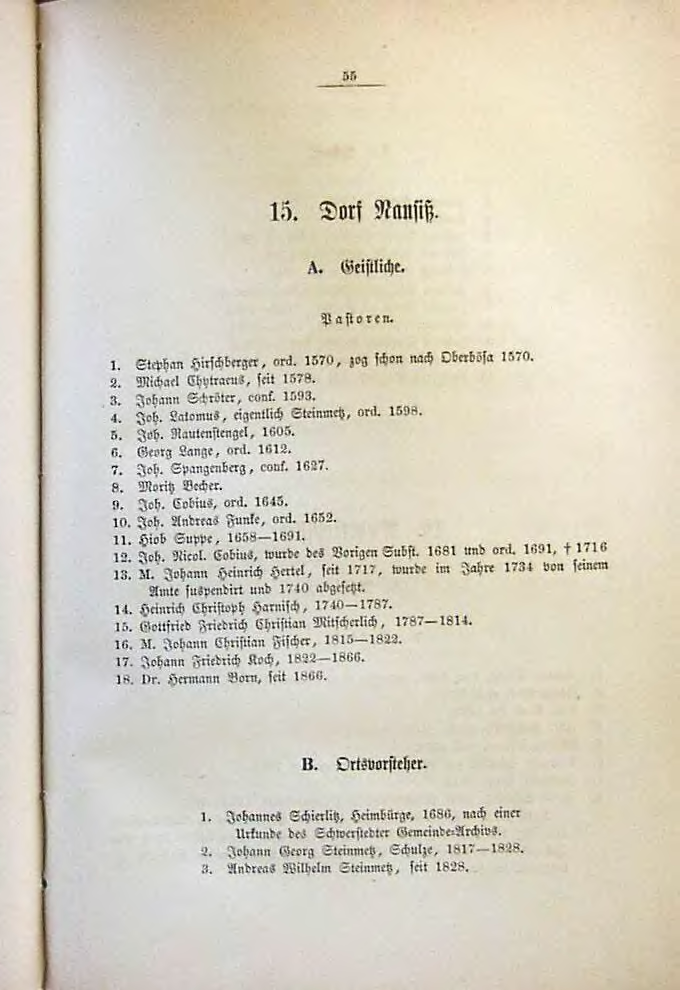 55
15. Dorf Nausiß.
A. Geistliche.
Pastoren.
1. Stephan Hirschberger, ord. 1570, zog schon nach Oberbösa 1570.
2. Michael Chytraeus, seit 1578.
3. Johann Schröter, conf. 1593.
4. Joh. Latomus, eigentlich Steinmetz, ord. 1598.
5. Joh. Rautenstengel, 1605.
6. Georg Lange, ord. 1612.
7. Joh. Spangenberg, conf. 1627.
8. Moritz Becher.
9. Joh. Cobius, ord. 1645.
10. Joh. Andreas Funke, ord. 1652.
11. Hiob Suppe, 1658—1691.
12. Joh. Nicol. Cobius, wurde des Vorigen Subst. 1681 und ord. 1691, † 1716
13. M. Johann Heinrich Hertel, seit 1717, wurde im Jahre 1734 von seinem
Amte suspendirt und 1740 abgesetzt.
14. Heinrich Christoph Harnisch, 1740—1787.
15. Gottfried Friedrich Christian Mitscherlich, 1787—1814.
16. M. Johann Christian Fischer, 1815—1822.
17. Johann Friedrich Koch, 1822—1866.
18. Dr. Hermann Born, seit 1866.
B. Ortsvorsteher.
1. Johannes Schierlitz, Heimbürge, 1686, nach einer
Urkunde des Schwerstedter Gemeinde=Archivs.
2. Johann Georg Steinmetz, Schulze, 1817—1828.
3. Andreas Wilhelm Steinmetz, seit 1828.